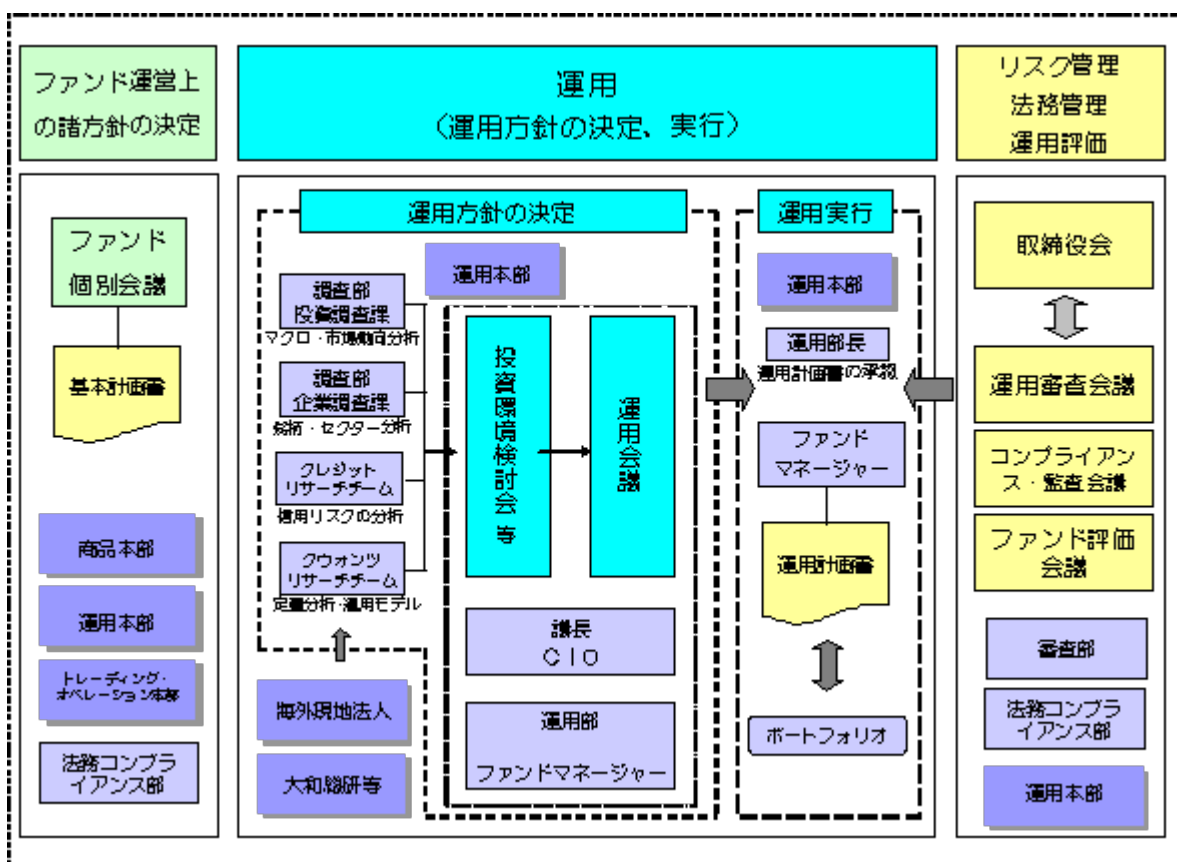 ファンド運営上
の諸方針の決定
運用
(運用方針の決定、実行)
リスク管理
法務管理
運用評価
ファンド
個別会議
基本計画書
商品本部
運用本部
トレーディング・
オペレーション本部
法務コンプラ
イアンス部
運用方針の決定
運用本部
調査部
投資調査課
マクロ・市場動向分析
調査部
企業調査課
銘柄・セクター分析
クレジット
リサーチチーム
信用リスクの分析
クウォンツ
リサーチチーム
定量分析・運用モデル
海外現地法人
大和総研等
投資環境検討会 等
運用会議
議長
CIO
運用部
ファンドマネージャー
運用実行
運用本部
運用部長
運用計画書の承認
ファンド
マネージャー
運用計画書
ポートフォリオ
取締役会
運用審査会議
コンプライアン
ス・監査会議
ファンド評価
会議
審査部
法務コンプラ
イアンス部
運用本部